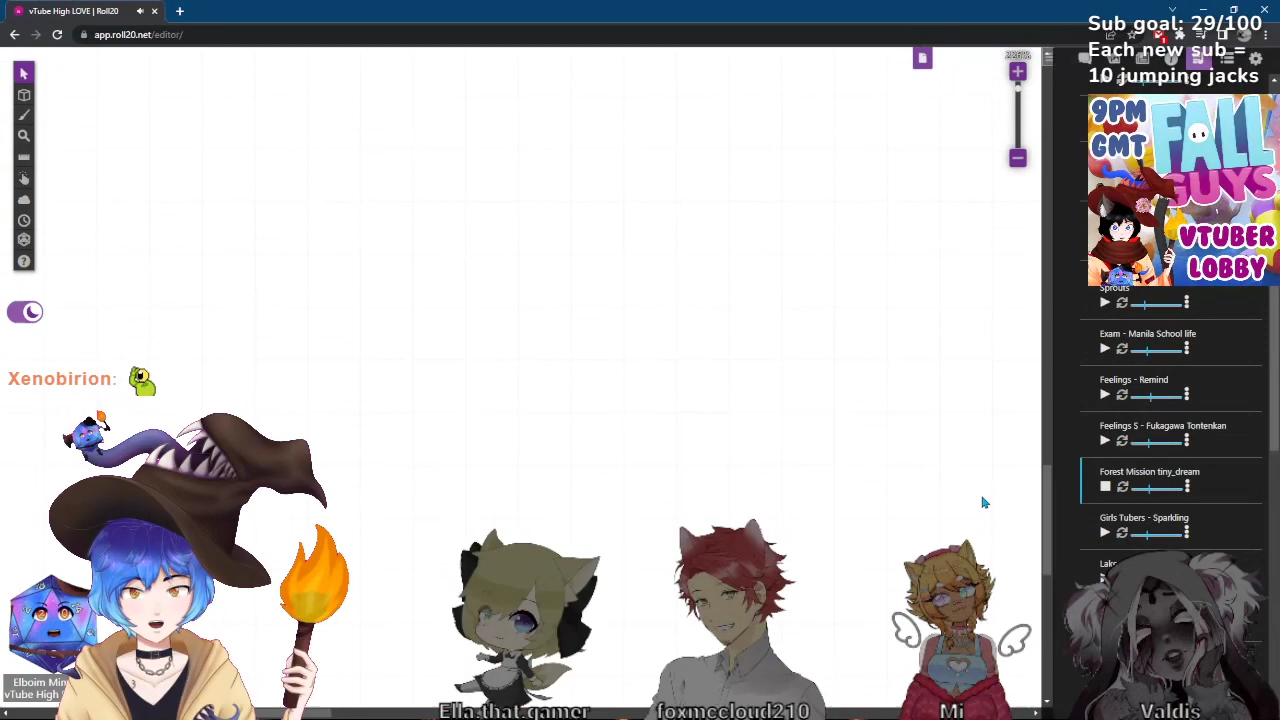 vTube High LOVE | Roll20
app.roll20.net/editor/
Sub goal: 29/100
Each new sub =
10 jumping jacks
9PM
GMT
FALL
GUYS
VTUBER
LOBBY
Sprouts
Exam - Manila School life
Feelings - Remind
Feelings S - Fukagawa Tontenkan
Forest Mission tiny_dream
Girls Tubers - Sparkling
Xenobirion:
Ella.that.gamer
foxmccloud210
Mi
Valdis